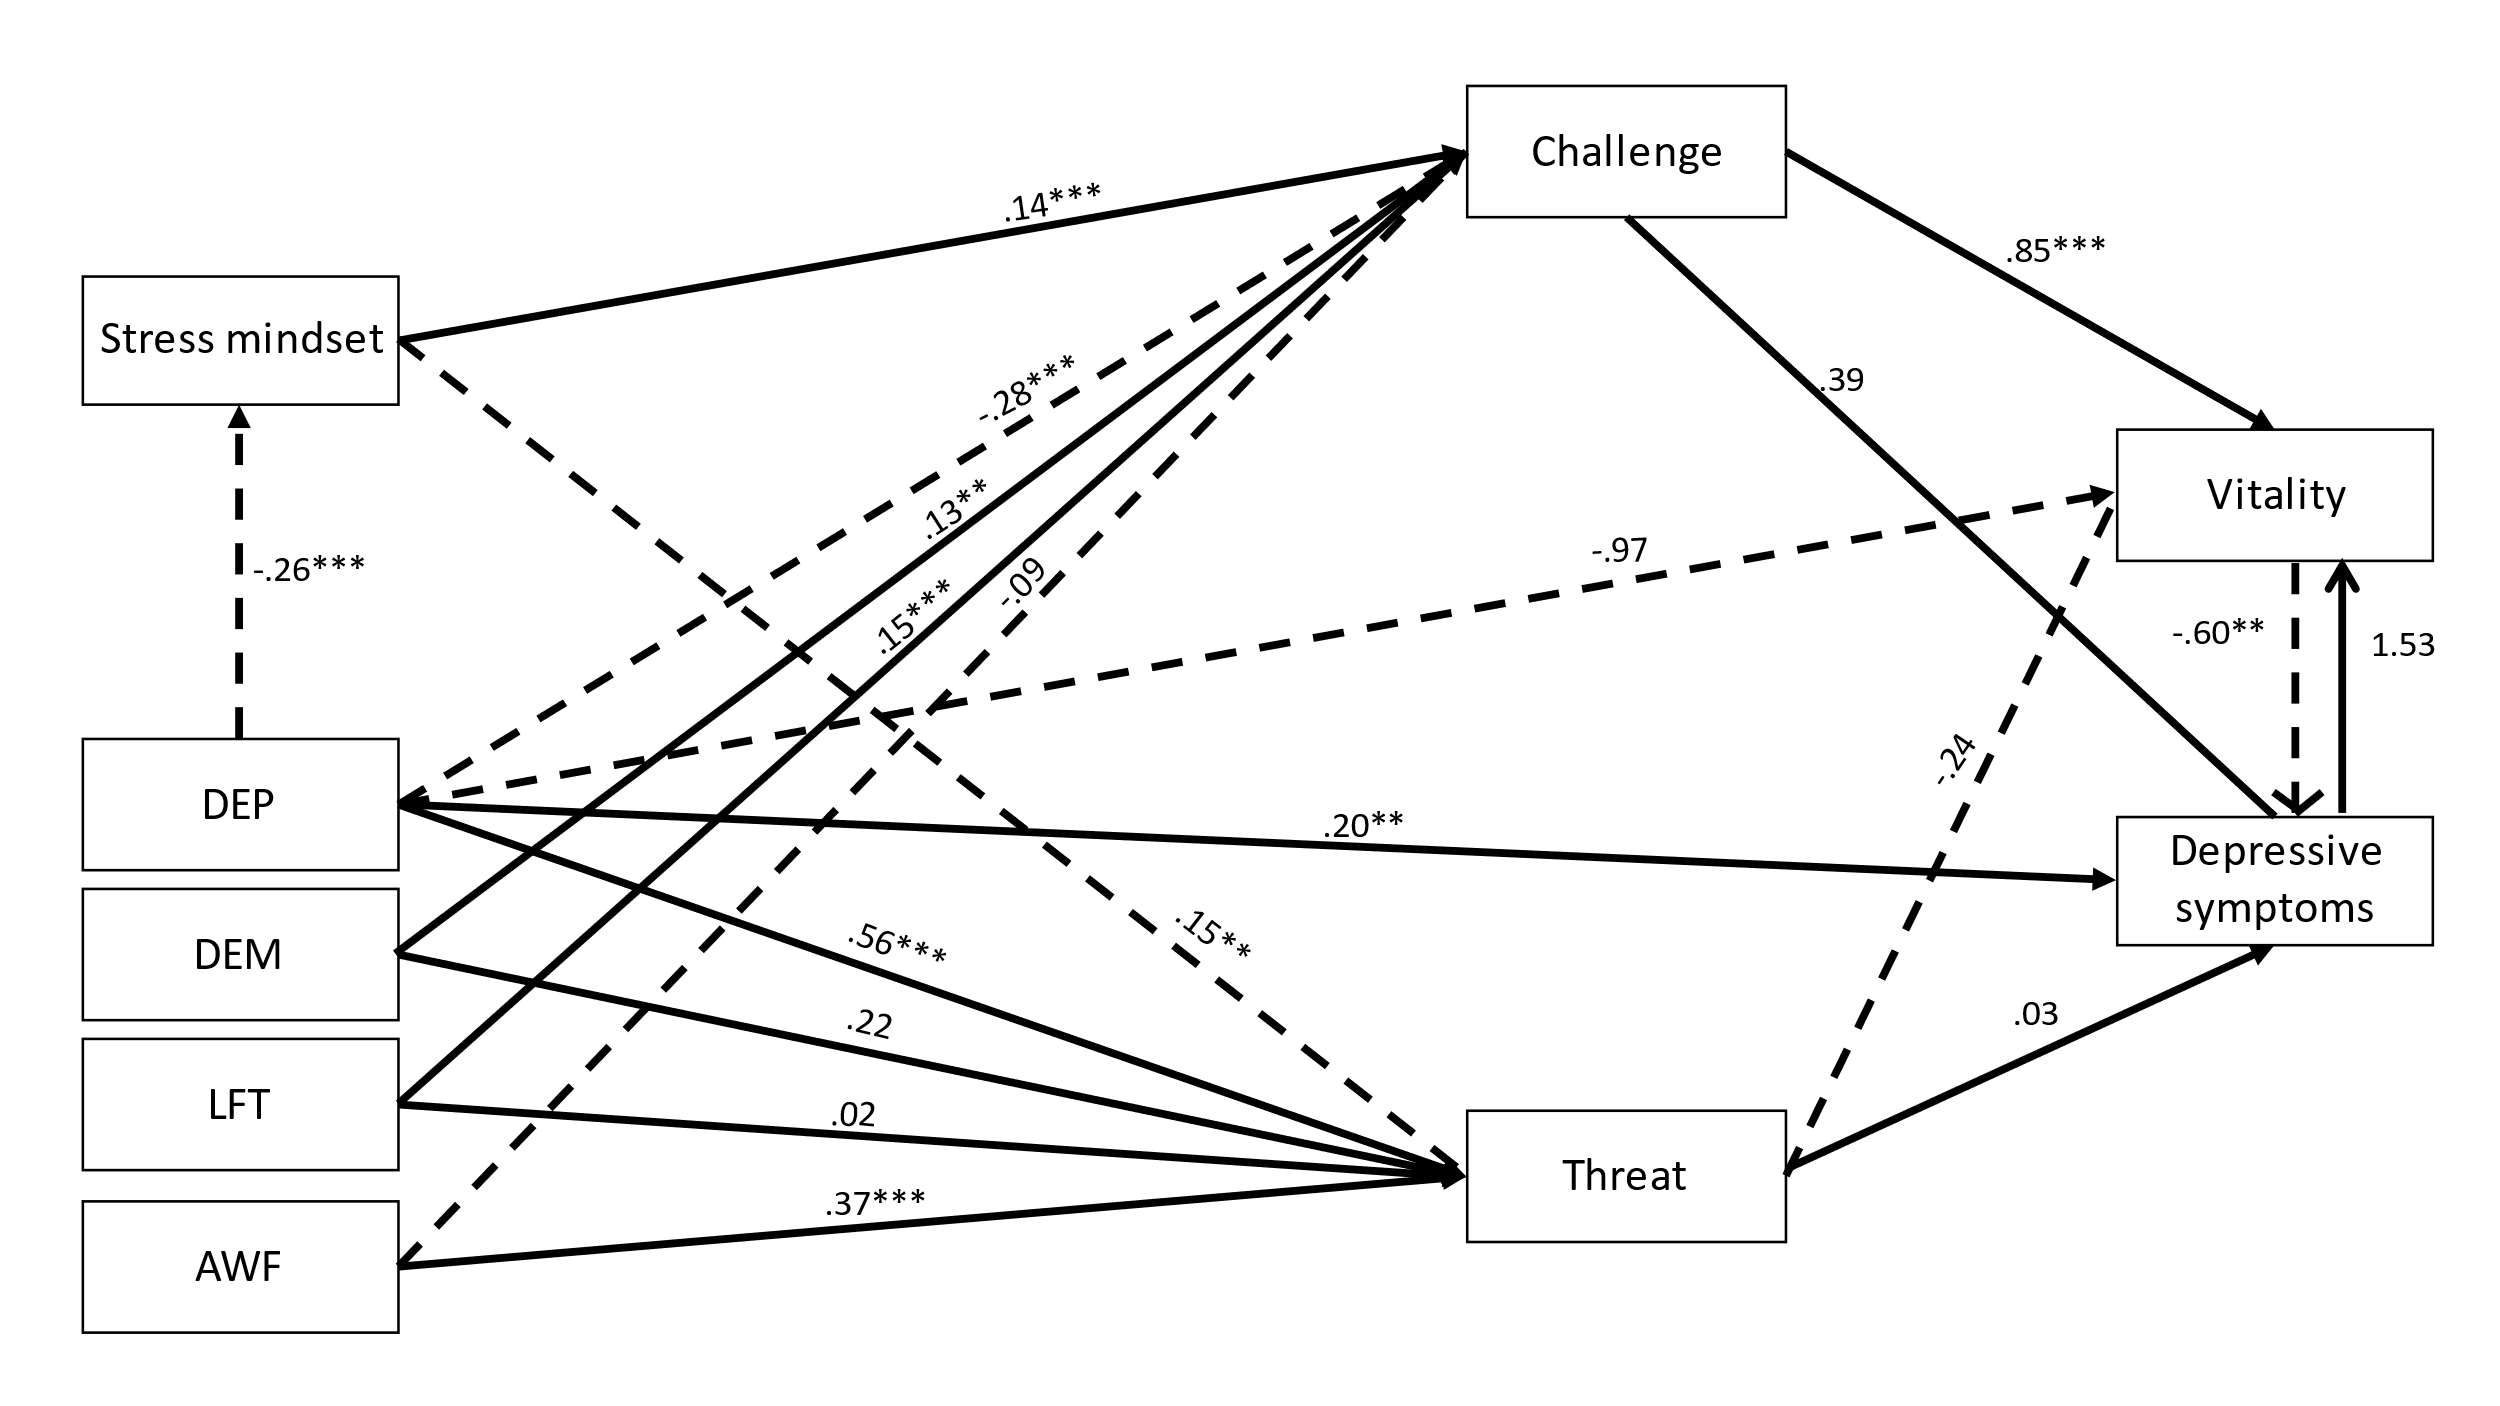 Challenge
.14***
.85***
Stress mindset
.39
-.28***
Vitality
.13**
-.97
-.26***
-.09
.15***
-.60**
1.53
-.24
DEP
.20**
Depressive
symptoms
DEM
.56***
.15**
.22
.03
LFT
.02
Threat
.37***
AWF